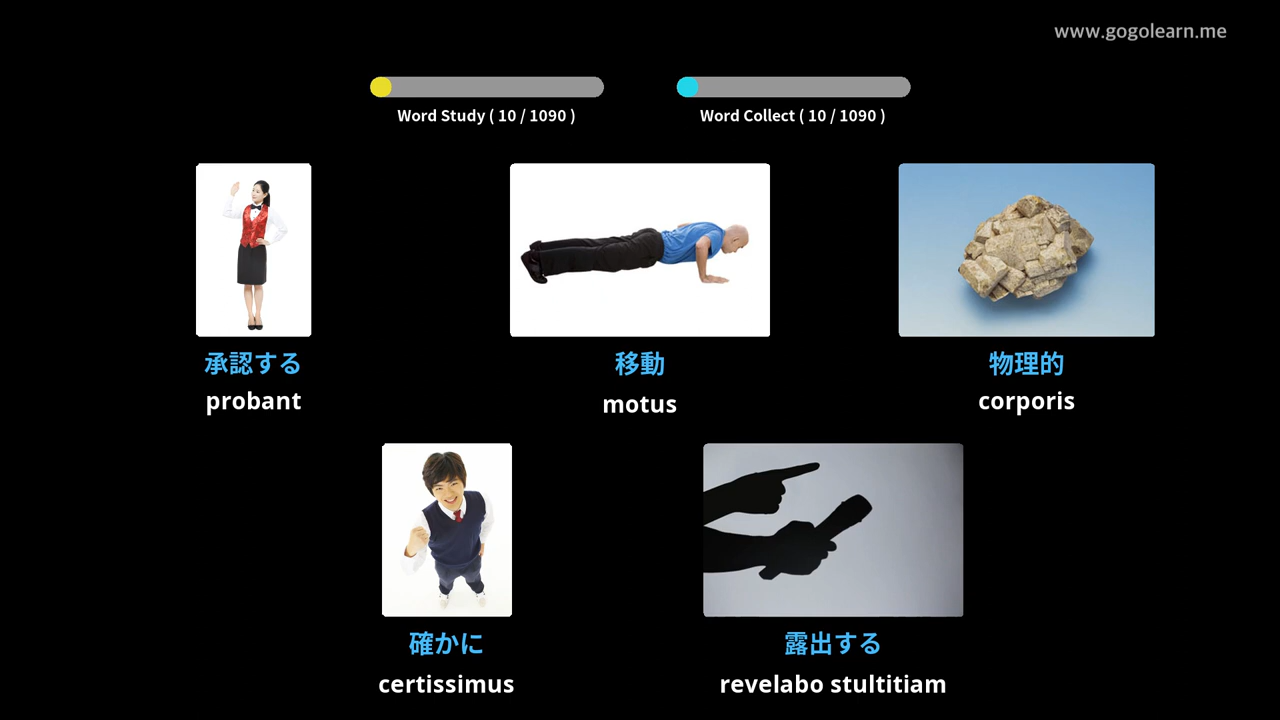 www.gogolearn.me
Word Study ( 10 / 1090 )
Word Collect ( 10 / 1090 )
承認する
probant
移動
motus
物理的
corporis
確かに
certissimus
露出する
revelabo stultitiam